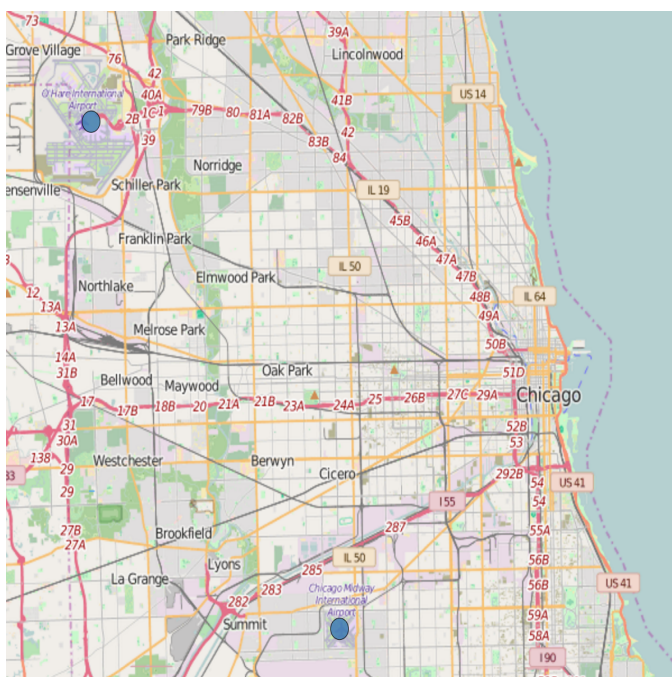 73
Grove Village
76
Park Ridge
39A
Lincolnwood
42
40A
O'Hare International
Airport
2B
1C1
79B
80
81A
82B
41B
42
US 14
39
83B
84
Norridge
Schiller Park
ensenville
IL 19
45B
46A
47A
47B
48B
49A
50B
Franklin Park
IL 50
Elmwood Park
IL 64
Northlake
12
13A
13A
Melrose Park
14A
31B
Bellwood
Maywood
Oak Park
51D
Chicago
17
17B
18B
20
21A
21B
23A
24A
25
26B
27C
29A
31
30A
138
29
29
83
Westchester
Berwyn
Cicero
52B
53
292B
US 41
54
54
I 55
27B
27A
Brookfield
287
55A
Lyons
IL 50
285
283
282
La Grange
Summit
Chicago Midway
International
Airport
56B
56B
US 41
59A
58A
I 90